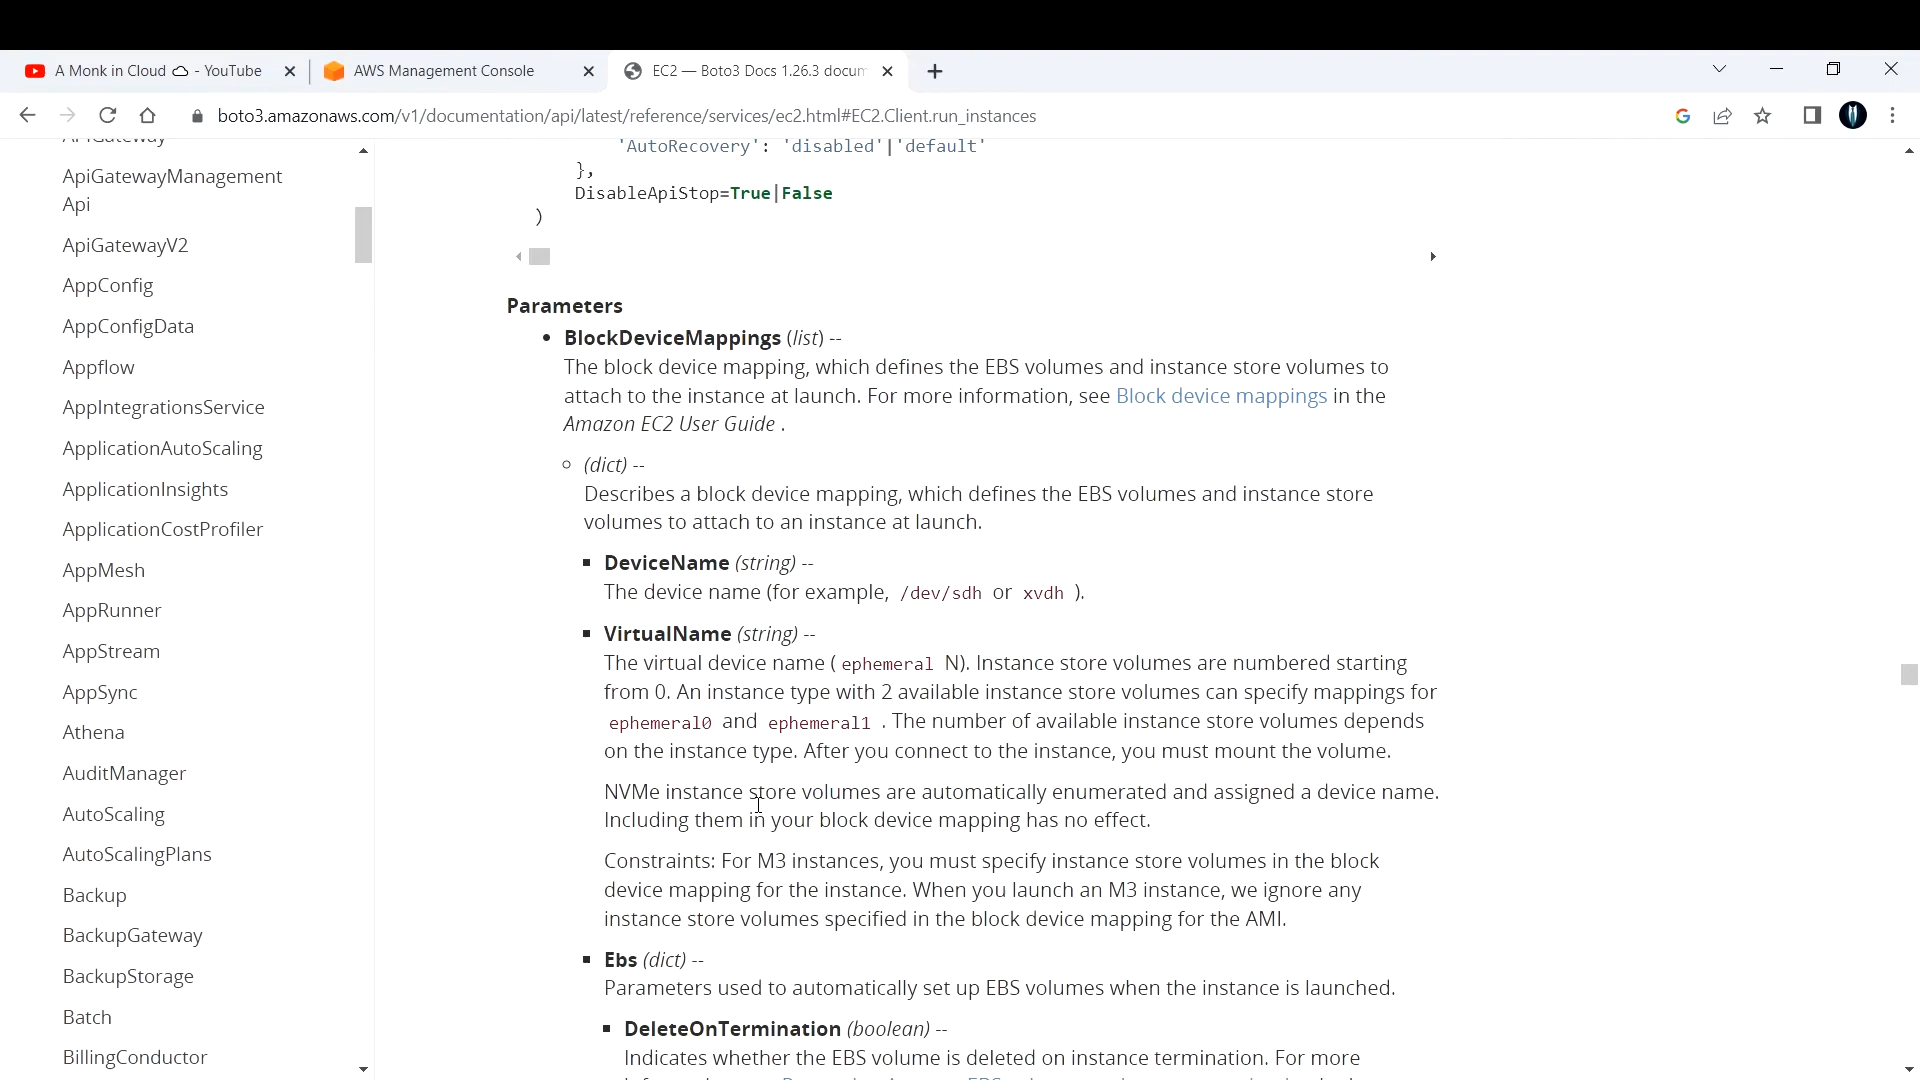 A Monk in Cloud - YouTube
AWS Management Console
EC2 — Boto3 Docs 1.26.3 docum
boto3.amazonaws.com/v1/documentation/api/latest/reference/services/ec2.html#EC2.Client.run_instances
ApiGateway
ApiGatewayManagement
Api
ApiGatewayV2
AppConfig
AppConfigData
Appflow
AppIntegrationsService
ApplicationAutoScaling
ApplicationInsights
ApplicationCostProfiler
AppMesh
AppRunner
AppStream
AppSync
Athena
AuditManager
AutoScaling
AutoScalingPlans
Backup
BackupGateway
BackupStorage
Batch
BillingConductor
'AutoRecovery': 'disabled'|'default'
},
DisableApiStop=True|False
)
Parameters
• BlockDeviceMappings (list) --
The block device mapping, which defines the EBS volumes and instance store volumes to
attach to the instance at launch. For more information, see Block device mappings in the
Amazon EC2 User Guide .
(dict) --
Describes a block device mapping, which defines the EBS volumes and instance store
volumes to attach to an instance at launch.
DeviceName (string) --
The device name (for example, /dev/sdh or xvdh ).
VirtualName (string) --
The virtual device name ( ephemeral N). Instance store volumes are numbered starting
from 0. An instance type with 2 available instance store volumes can specify mappings for
ephemeral0 and ephemeral1 . The number of available instance store volumes depends
on the instance type. After you connect to the instance, you must mount the volume.
NVMe instance store volumes are automatically enumerated and assigned a device name.
Including them in your block device mapping has no effect.
Constraints: For M3 instances, you must specify instance store volumes in the block
device mapping for the instance. When you launch an M3 instance, we ignore any
instance store volumes specified in the block device mapping for the AMI.
Ebs (dict) --
Parameters used to automatically set up EBS volumes when the instance is launched.
DeleteOnTermination (boolean) --
Indicates whether the EBS volume is deleted on instance termination. For more